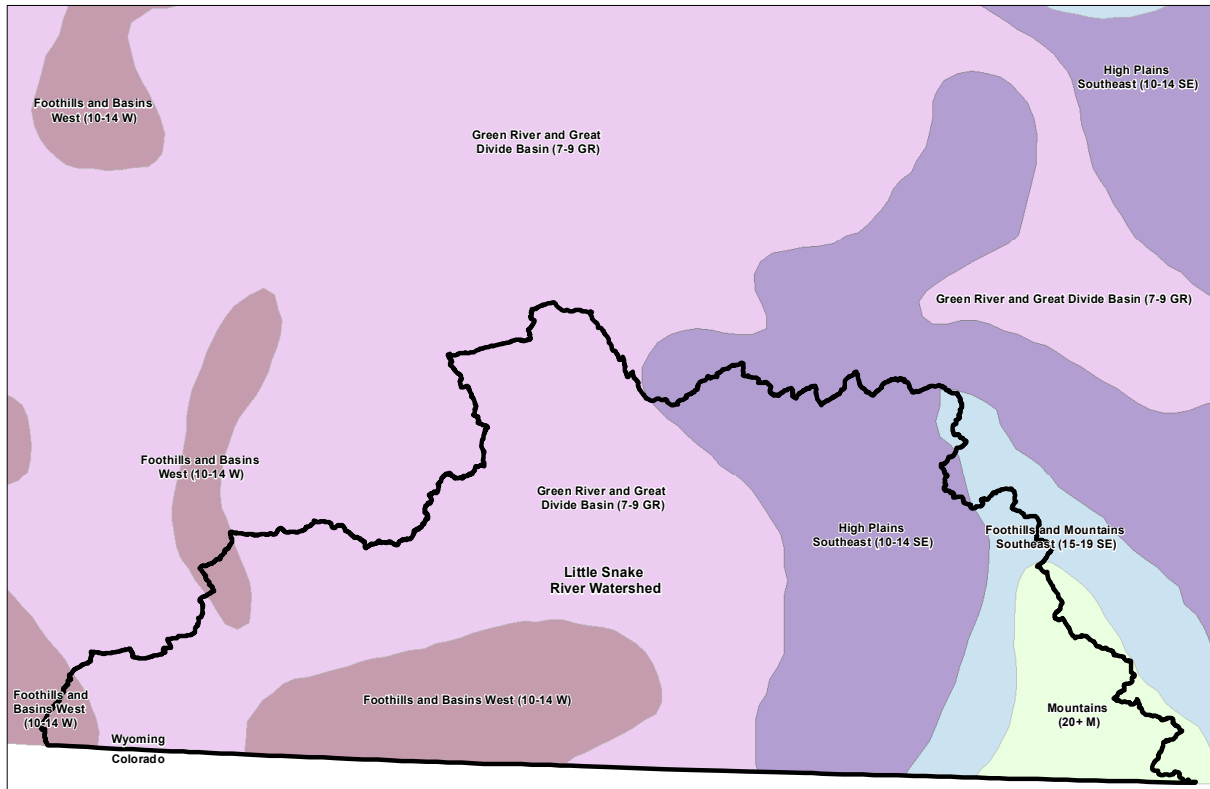 High Plains
Southeast (10-14 SE)
Foothills and Basins
West (10-14 W)
Green River and Great
Divide Basin (7-9 GR)
Green River and Great Divide Basin (7-9 GR)
Foothills and Basins
West (10-14 W)
Green River and Great
Divide Basin (7-9 GR)
High Plains
Southeast (10-14 SE)
Foothills and Mountains
Southeast (15-19 SE)
Little Snake
River Watershed
Foothills and Basins West (10-14 W)
Foothills and
Basins West
(10-14 W)
Mountains
(20+ M)
Wyoming
Colorado